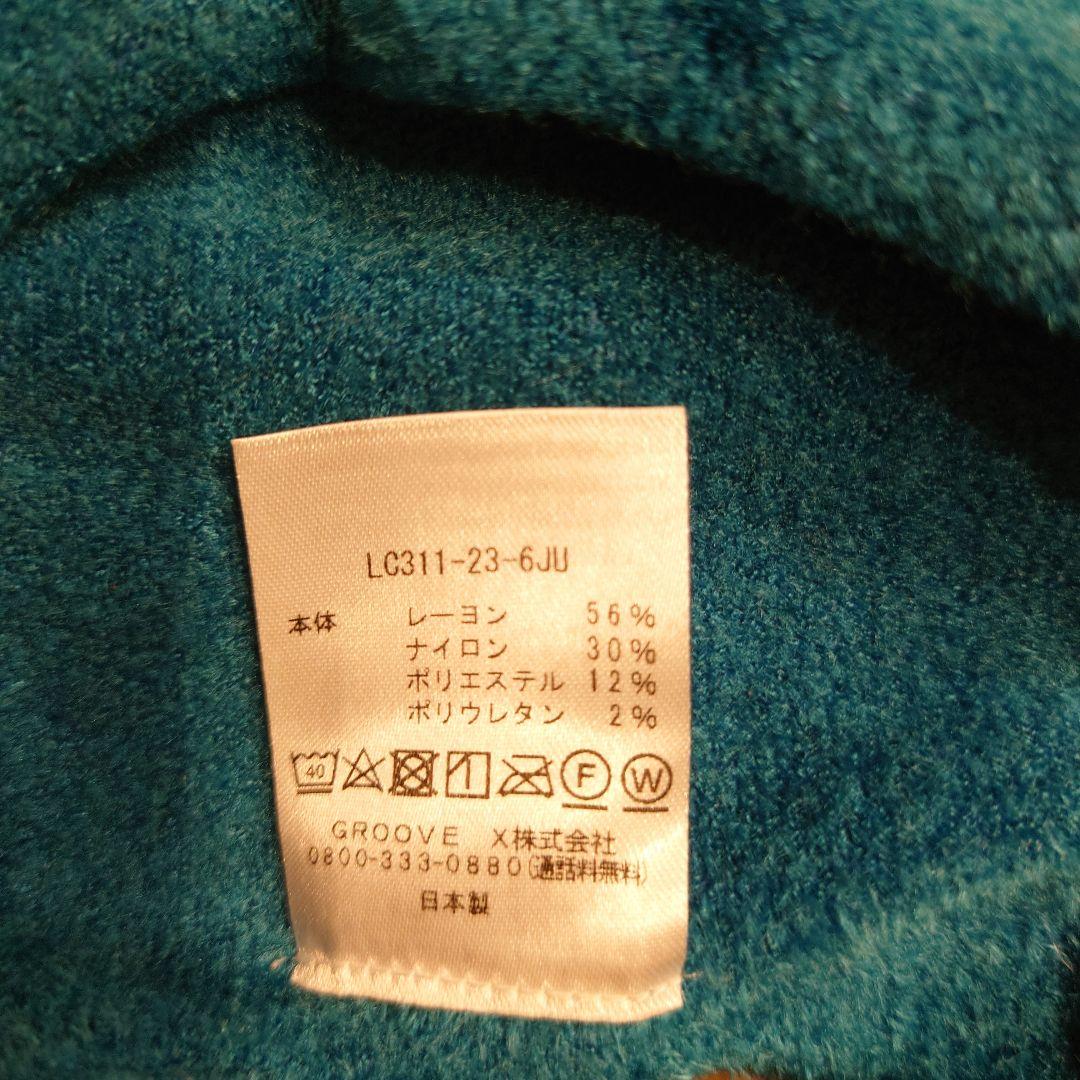 LC311-23-6JU
本体 レーヨン 56%
ナイロン 30%
ポリエステル 12%
ポリウレタン 2%
40 F W
GROOVE X株式会社
0800-333-0880(通話料無料)
日本製